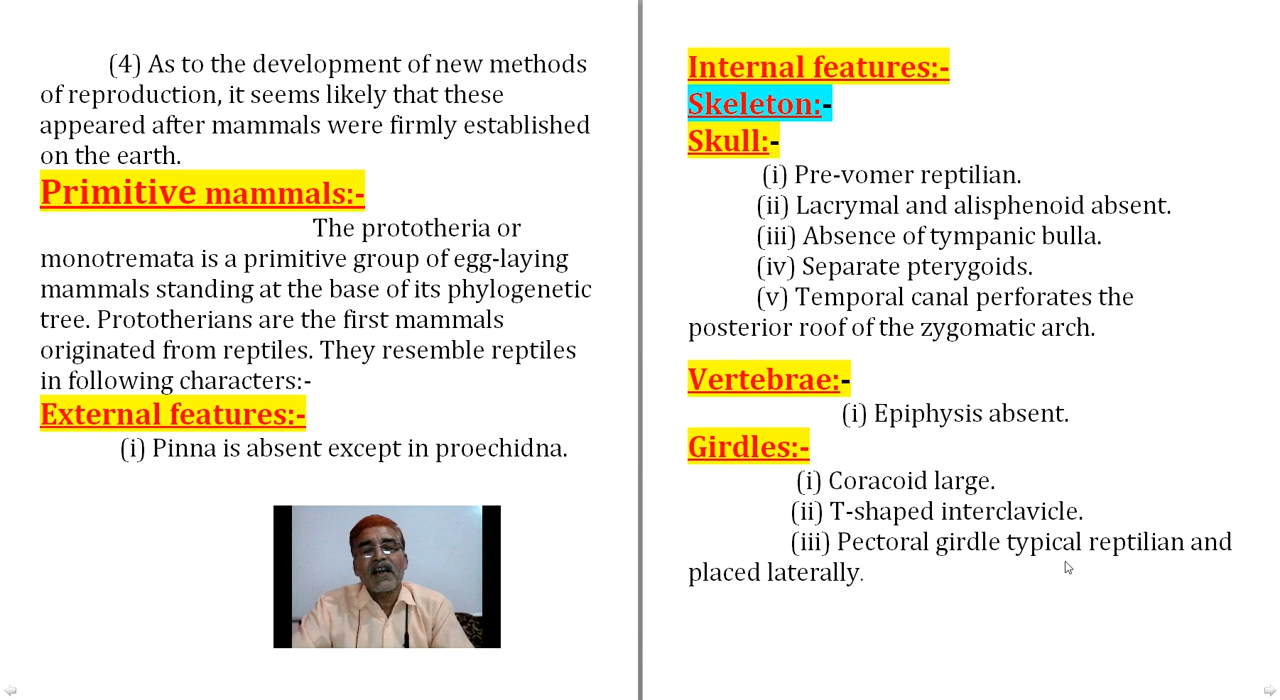 (4) As to the development of new methods
of reproduction, it seems likely that these
appeared after mammals were firmly established
on the earth.
Primitive mammals:-
The prototheria or
monotremata is a primitive group of egg-laying
mammals standing at the base of its phylogenetic
tree. Prototherians are the first mammals
originated from reptiles. They resemble reptiles
in following characters:-
External features:-
(i) Pinna is absent except in proechidna.
Internal features:-
Skeleton:-
Skull:-
(i) Pre-vomer reptilian.
(ii) Lacrymal and alisphenoid absent.
(iii) Absence of tympanic bulla.
(iv) Separate pterygoids.
(v) Temporal canal perforates the
posterior roof of the zygomatic arch.
Vertebrae:-
(i) Epiphysis absent.
Girdles:-
(i) Coracoid large.
(ii) T-shaped interclavicle.
(iii) Pectoral girdle typical reptilian and
placed laterally.